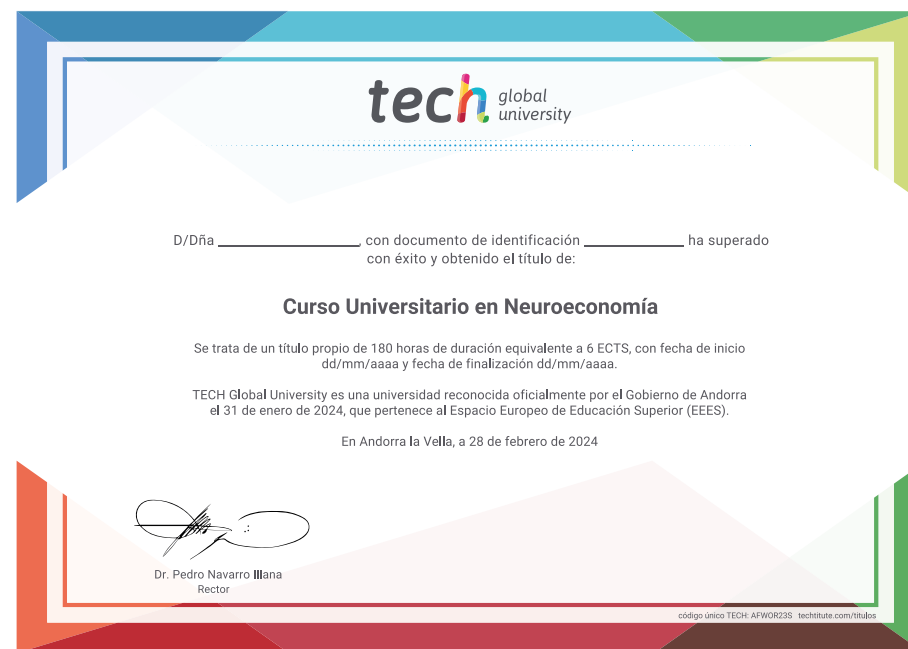 tech global
university
D/Dña ____________________, con documento de identificación ______________ ha superado
con éxito y obtenido el título de:
Curso Universitario en Neuroeconomía
Se trata de un título propio de 180 horas de duración equivalente a 6 ECTS, con fecha de inicio
dd/mm/aaaa y fecha de finalización dd/mm/aaaa.
TECH Global University es una universidad reconocida oficialmente por el Gobierno de Andorra
el 31 de enero de 2024, que pertenece al Espacio Europeo de Educación Superior (EEES).
En Andorra la Vella, a 28 de febrero de 2024
Dr. Pedro Navarro Illana
Rector
código único TECH: AFWOR23S techtitute.com/titulos